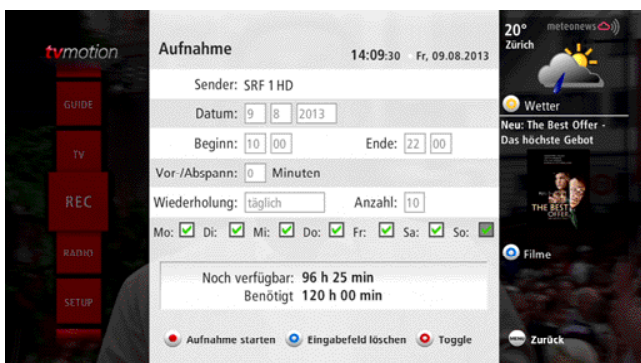 tvmotion
GUIDE
TV
REC
RADIO
SETUP
Aufnahme
14:09:30 Fr, 09.08.2013
Sender: SRF 1 HD
Datum: 9 8 2013
Beginn: 10 00 Ende: 22 00
Vor-/Abspann: 0 Minuten
Wiederholung: täglich Anzahl: 10
Mo: Di: Mi: Do: Fr: Sa: So:
Noch verfügbar: 96 h 25 min
Benötigt 120 h 00 min
Aufnahme starten Eingabefeld löschen Toggle
20° meteonews
Zürich
Wetter
Neu: The Best Offer -
Das höchste Gebot
THE BEST
OFFER
Filme
MENU Zurück